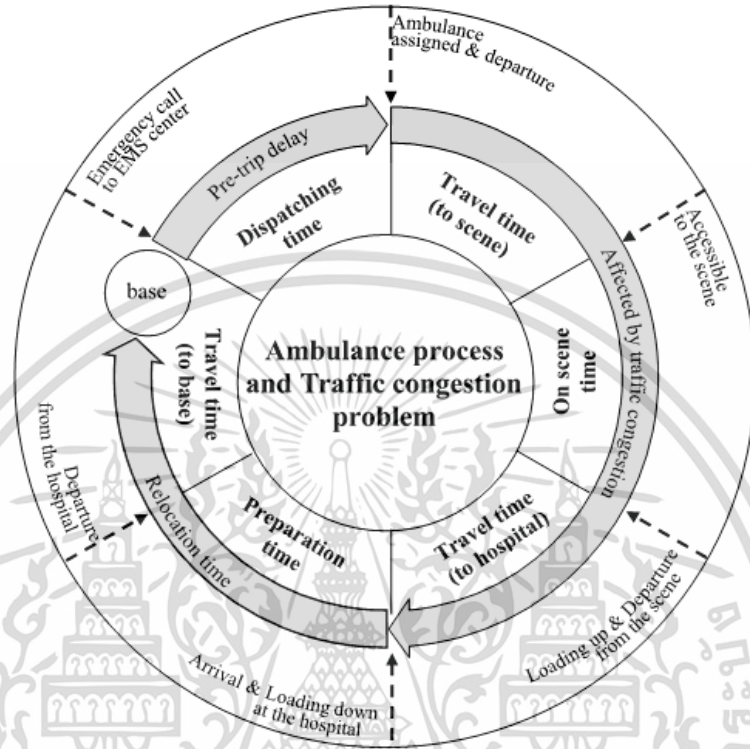 Ambulance
assigned & departure
Emergency call
to EMS center
Pre-trip delay
Dispatching
time
Travel time
(to scene)
Accessible
to the scene
Affected by traffic congestion
base
Travel time
(to base)
Ambulance process
and Traffic congestion
problem
On scene
time
Departure
from the hospital
Relocation time
Preparation
time
Travel time
(to hospital)
Loading up & Departure
from the scene
Arrival & Loading down
at the hospital